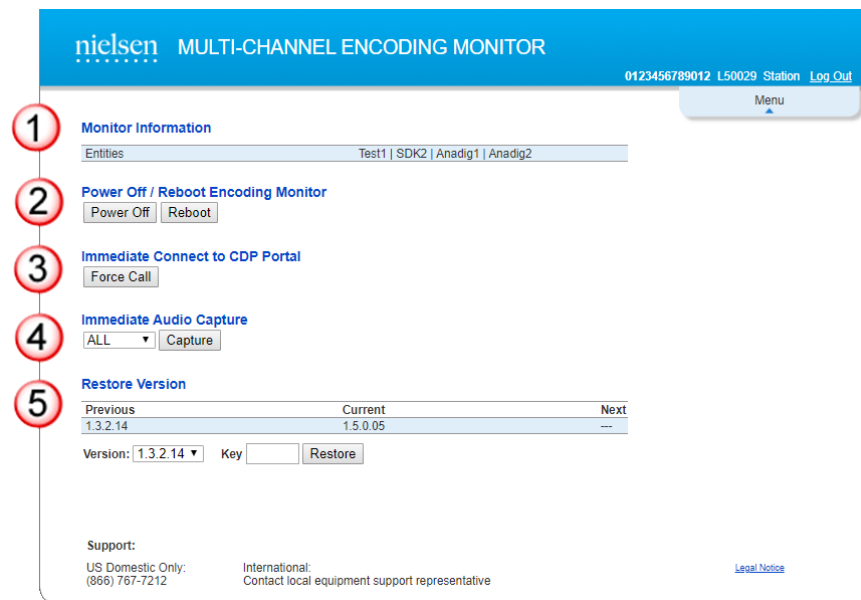 nielsen MULTI-CHANNEL ENCODING MONITOR
0123456789012 L50029 Station Log Out
Menu
1
Monitor Information
Entities Test1 | SDK2 | Anadig1 | Anadig2
2
Power Off / Reboot Encoding Monitor
Power Off Reboot
3
Immediate Connect to CDP Portal
Force Call
4
Immediate Audio Capture
ALL Capture
5
Restore Version
Previous Current Next
1.3.2.14 1.5.0.05 ---
Version: 1.3.2.14 Key Restore
Support:
US Domestic Only: International:
(866) 767-7212 Contact local equipment support representative
Legal Notice